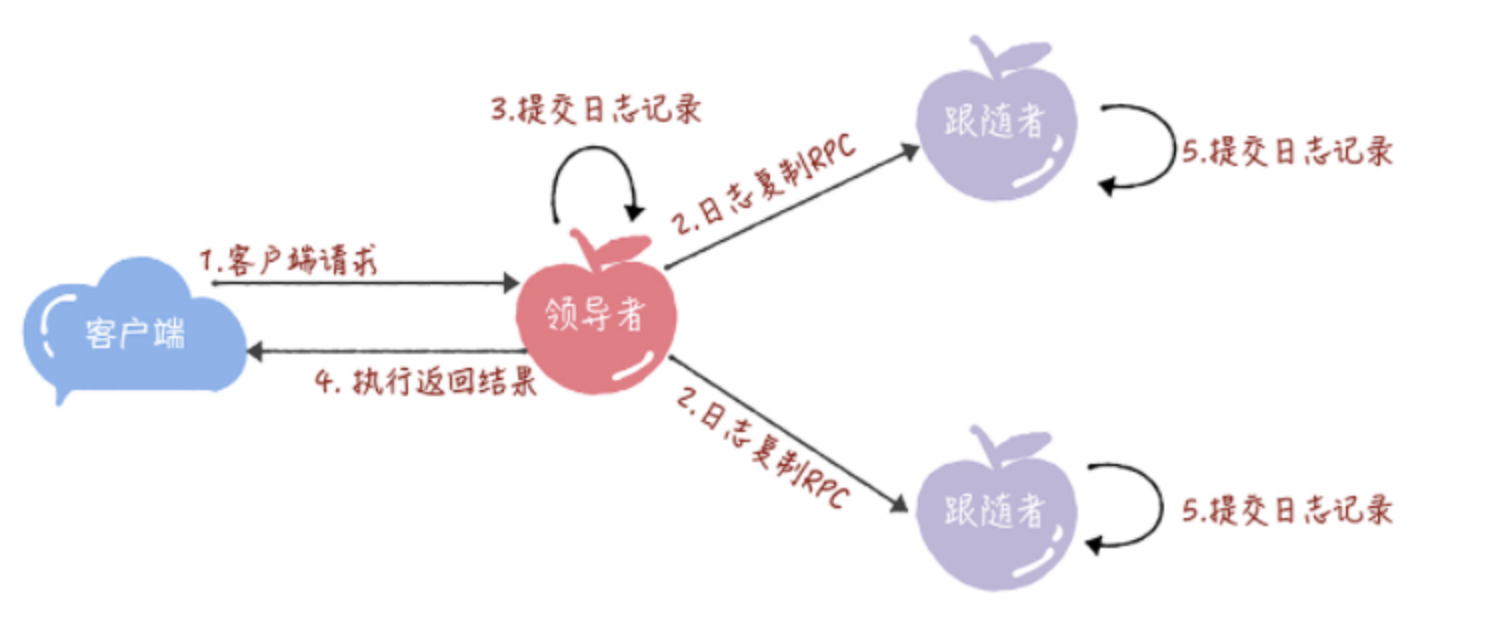 3.提交日志记录
跟随者
5.提交日志记录
2.日志复制RPC
1.客户端请求
客户端
领导者
4. 执行返回结果
2.日志复制RPC
跟随者
5.提交日志记录